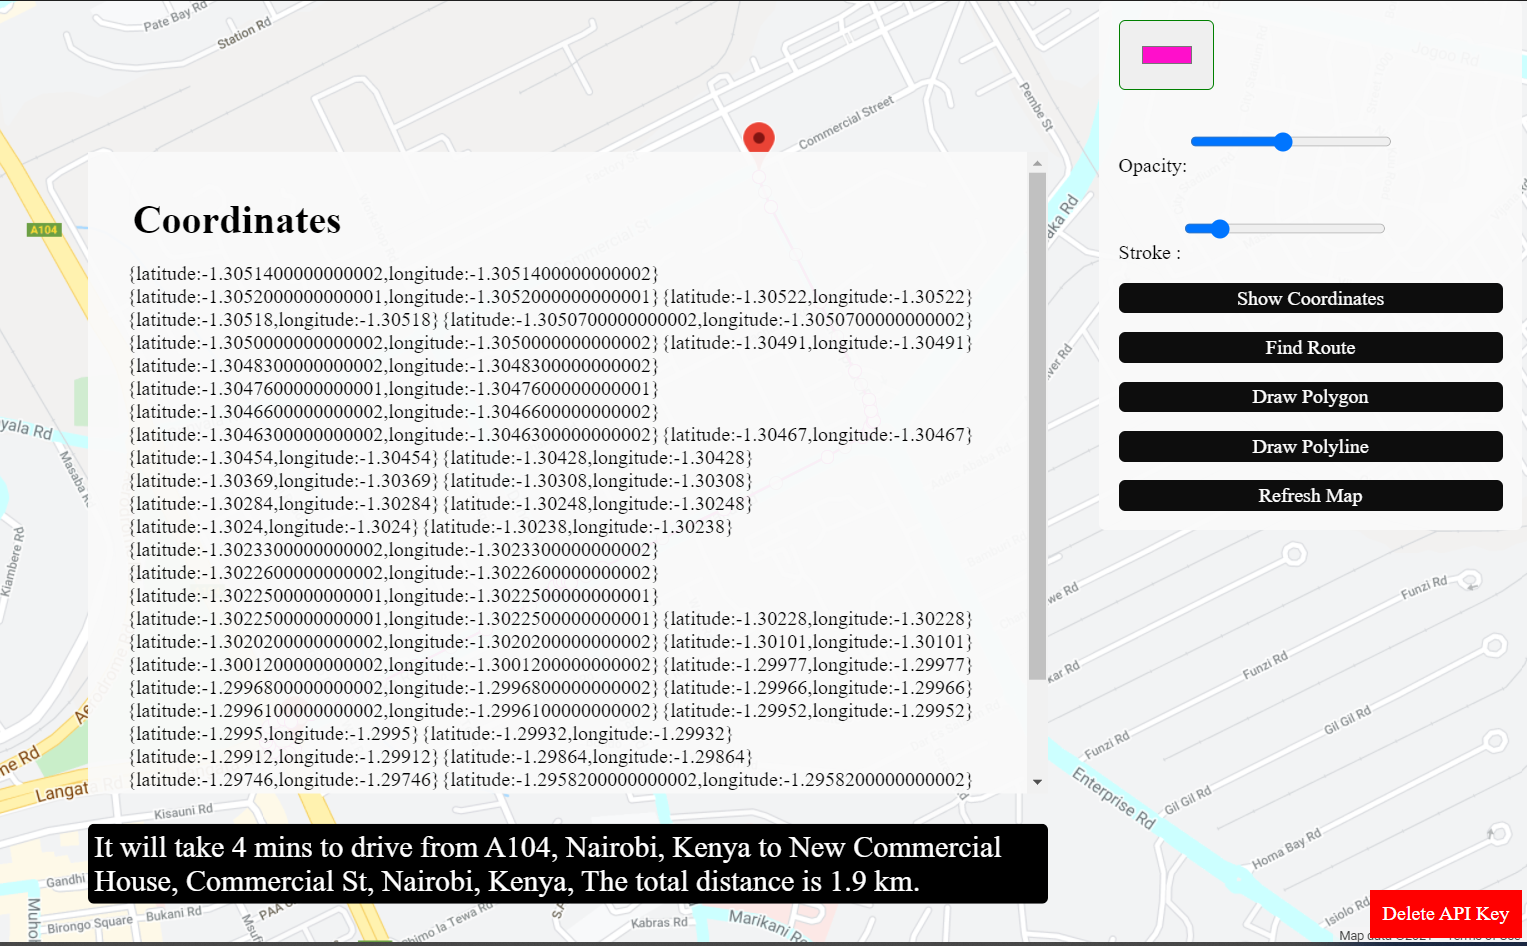 Pate Bay Rd
Station Rd
Pembe St
Commercial Street
A104
Coordinates
{latitude:-1.3051400000000002,longitude:-1.3051400000000002}
{latitude:-1.3052000000000001,longitude:-1.3052000000000001} {latitude:-1.30522,longitude:-1.30522}
{latitude:-1.30518,longitude:-1.30518} {latitude:-1.3050700000000002,longitude:-1.3050700000000002}
{latitude:-1.3050000000000002,longitude:-1.3050000000000002} {latitude:-1.30491,longitude:-1.30491}
{latitude:-1.3048300000000002,longitude:-1.3048300000000002}
{latitude:-1.3047600000000001,longitude:-1.3047600000000001}
{latitude:-1.3046600000000002,longitude:-1.3046600000000002}
{latitude:-1.3046300000000002,longitude:-1.3046300000000002} {latitude:-1.30467,longitude:-1.30467}
{latitude:-1.30454,longitude:-1.30454} {latitude:-1.30428,longitude:-1.30428}
{latitude:-1.30369,longitude:-1.30369} {latitude:-1.30308,longitude:-1.30308}
{latitude:-1.30284,longitude:-1.30284} {latitude:-1.30248,longitude:-1.30248}
{latitude:-1.3024,longitude:-1.3024} {latitude:-1.30238,longitude:-1.30238}
{latitude:-1.3023300000000002,longitude:-1.3023300000000002}
{latitude:-1.3022600000000002,longitude:-1.3022600000000002}
{latitude:-1.3022500000000001,longitude:-1.3022500000000001}
{latitude:-1.3022500000000001,longitude:-1.3022500000000001} {latitude:-1.30228,longitude:-1.30228}
{latitude:-1.3020200000000002,longitude:-1.3020200000000002} {latitude:-1.30101,longitude:-1.30101}
{latitude:-1.3001200000000002,longitude:-1.3001200000000002} {latitude:-1.29977,longitude:-1.29977}
{latitude:-1.2996800000000002,longitude:-1.2996800000000002} {latitude:-1.29966,longitude:-1.29966}
{latitude:-1.2996100000000002,longitude:-1.2996100000000002} {latitude:-1.29952,longitude:-1.29952}
{latitude:-1.2995,longitude:-1.2995} {latitude:-1.29932,longitude:-1.29932}
{latitude:-1.29912,longitude:-1.29912} {latitude:-1.29864,longitude:-1.29864}
{latitude:-1.29746,longitude:-1.29746} {latitude:-1.2958200000000002,longitude:-1.2958200000000002}
It will take 4 mins to drive from A104, Nairobi, Kenya to New Commercial
House, Commercial St, Nairobi, Kenya, The total distance is 1.9 km.
Opacity:
Stroke :
Show Coordinates
Find Route
Draw Polygon
Draw Polyline
Refresh Map
Delete API Key
aka Rd
yala Rd
Masaba R
Kiambere Rd
ne Rd
Langat
Kisauni Rd
Gandhi
Birongo Square
Bukani Rd
PAA
Kabras Rd
Marikani Rd
Enterprise Rd
Funzi Rd
Funzi Rd
Funzi Rd
Gil Gil Rd
Gil Gil Rd
Homa Bay Rd
Isiolo Rd
we Rd
kar Rd
Map data ©2021